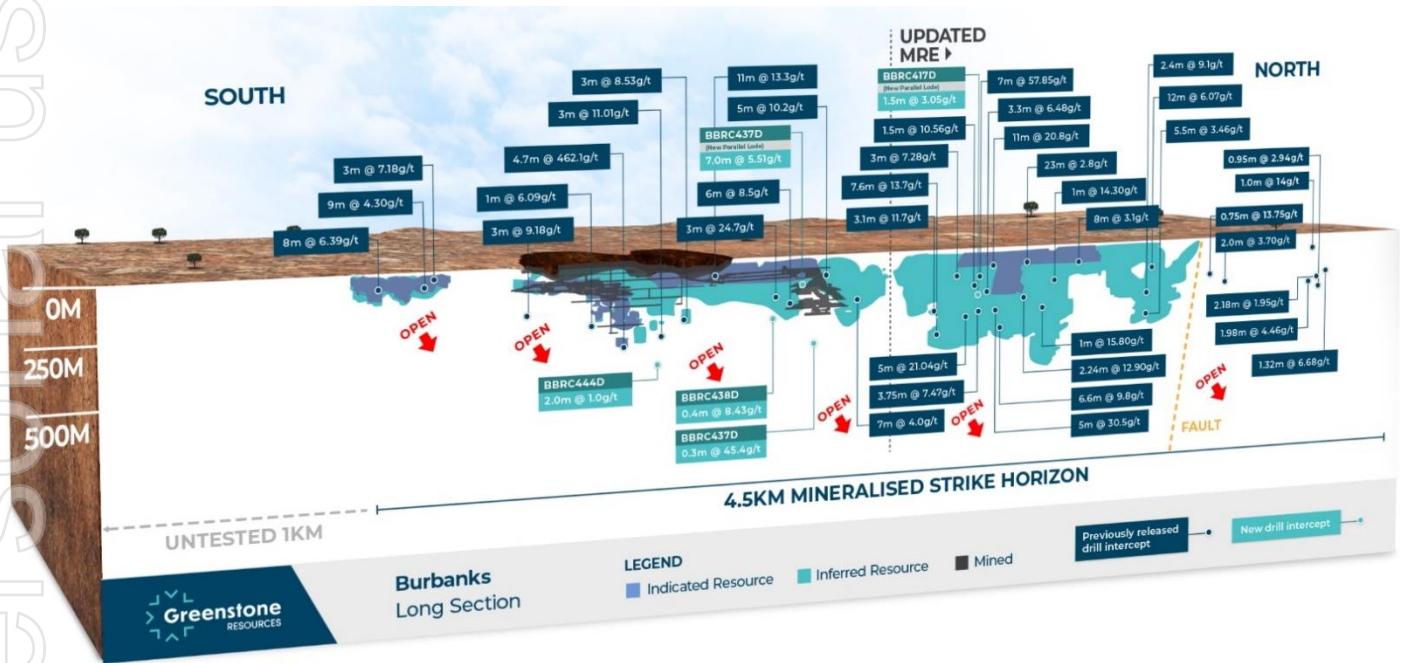 SOUTH
UPDATED
MRE
NORTH
3m @ 8.53g/t
11m @ 13.3g/t
3m @ 11.01g/t
5m @ 10.2g/t
BBRC437D
(New Parallel Lode)
7.0m @ 5.51g/t
4.7m @ 462.1g/t
3m @ 7.18g/t
9m @ 4.30g/t
8m @ 6.39g/t
1m @ 6.09g/t
3m @ 9.18g/t
6m @ 8.5g/t
3m @ 24.7g/t
BBRC417D
(New Parallel Lode)
1.5m @ 3.05g/t
7m @ 57.85g/t
3.3m @ 6.48g/t
1.5m @ 10.56g/t
11m @ 20.8g/t
3m @ 7.28g/t
23m @ 2.8g/t
7.6m @ 13.7g/t
1m @ 14.30g/t
3.1m @ 11.7g/t
8m @ 3.1g/t
2.4m @ 9.1g/t
12m @ 6.07g/t
5.5m @ 3.46g/t
0.95m @ 2.94g/t
1.0m @ 14g/t
0.75m @ 13.75g/t
2.0m @ 3.70g/t
0M
250M
500M
OPEN
OPEN
OPEN
OPEN
OPEN
OPEN
BBRC444D
2.0m @ 1.0g/t
BBRC438D
0.4m @ 8.43g/t
BBRC437D
0.3m @ 45.4g/t
5m @ 21.04g/t
3.75m @ 7.47g/t
7m @ 4.0g/t
1m @ 15.80g/t
2.24m @ 12.90g/t
6.6m @ 9.8g/t
5m @ 30.5g/t
2.18m @ 1.95g/t
1.98m @ 4.46g/t
1.32m @ 6.68g/t
FAULT
4.5KM MINERALISED STRIKE HORIZON
UNTESTED 1KM
Greenstone
RESOURCES
Burbanks
Long Section
LEGEND
Indicated Resource
Inferred Resource
Mined
Previously released
drill intercept
New drill intercept